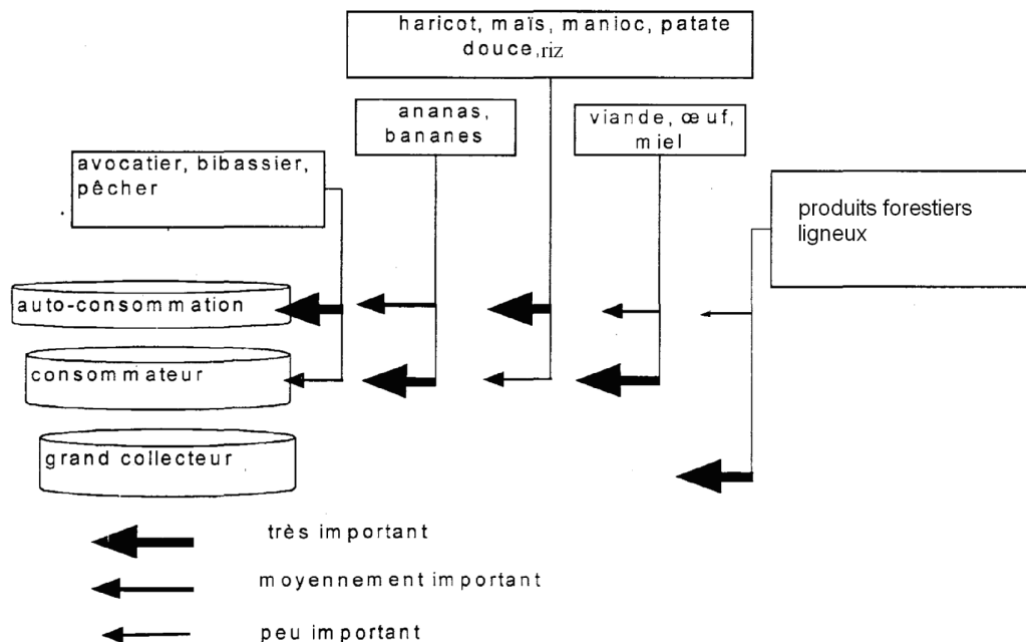 haricot, maïs, manioc, patate
douce,riz
ananas,
bananes
viande, œuf,
miel
avocatier, bibassier,
pêcher
produits forestiers
ligneux
auto-consommation
consommateur
grand collecteur
très important
moyennement important
peu important